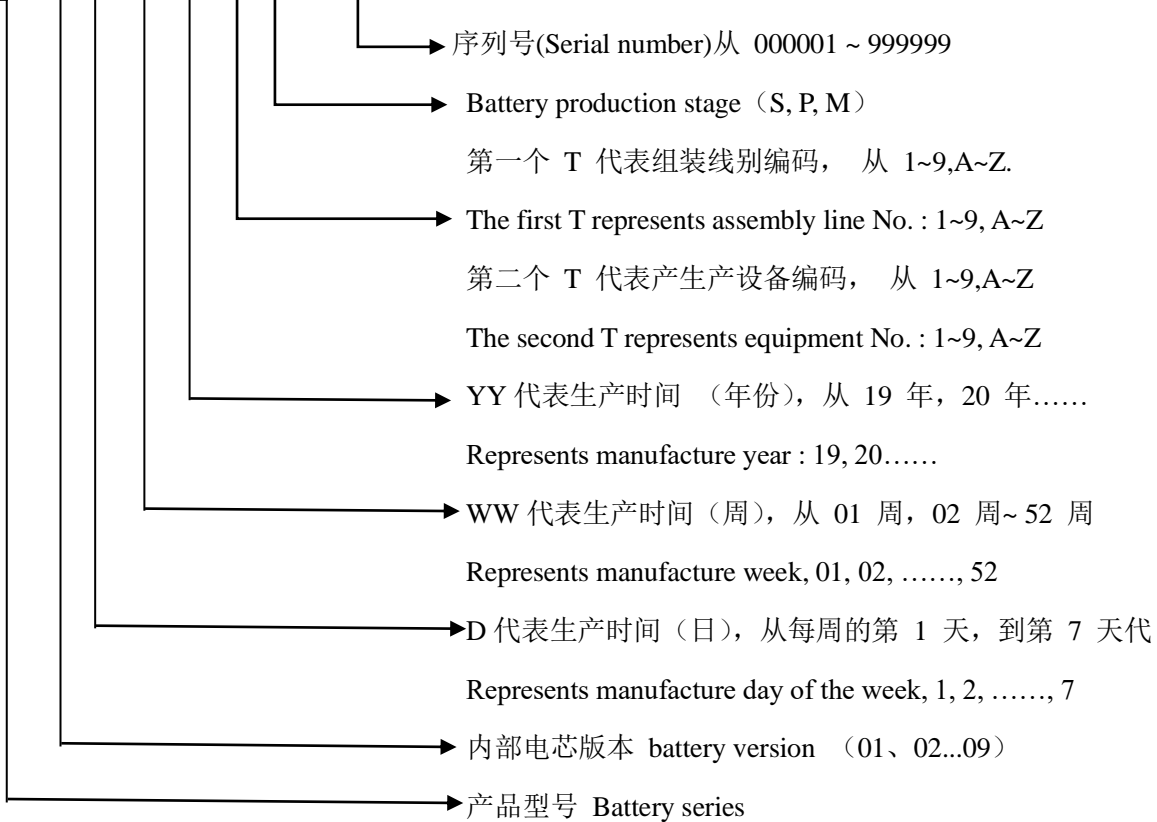 序列号(Serial number)从 000001 ~ 999999
Battery production stage（S, P, M）
第一个 T 代表组装线别编码， 从 1~9,A~Z.
The first T represents assembly line No. : 1~9, A~Z
第二个 T 代表产生产设备编码， 从 1~9,A~Z
The second T represents equipment No. : 1~9, A~Z
YY 代表生产时间 （年份），从 19 年，20 年……
Represents manufacture year : 19, 20……
WW 代表生产时间（周），从 01 周，02 周~ 52 周
Represents manufacture week, 01, 02, ……, 52
D 代表生产时间（日），从每周的第 1 天，到第 7 天代
Represents manufacture day of the week, 1, 2, ……, 7
内部电芯版本 battery version （01、02...09）
产品型号 Battery series